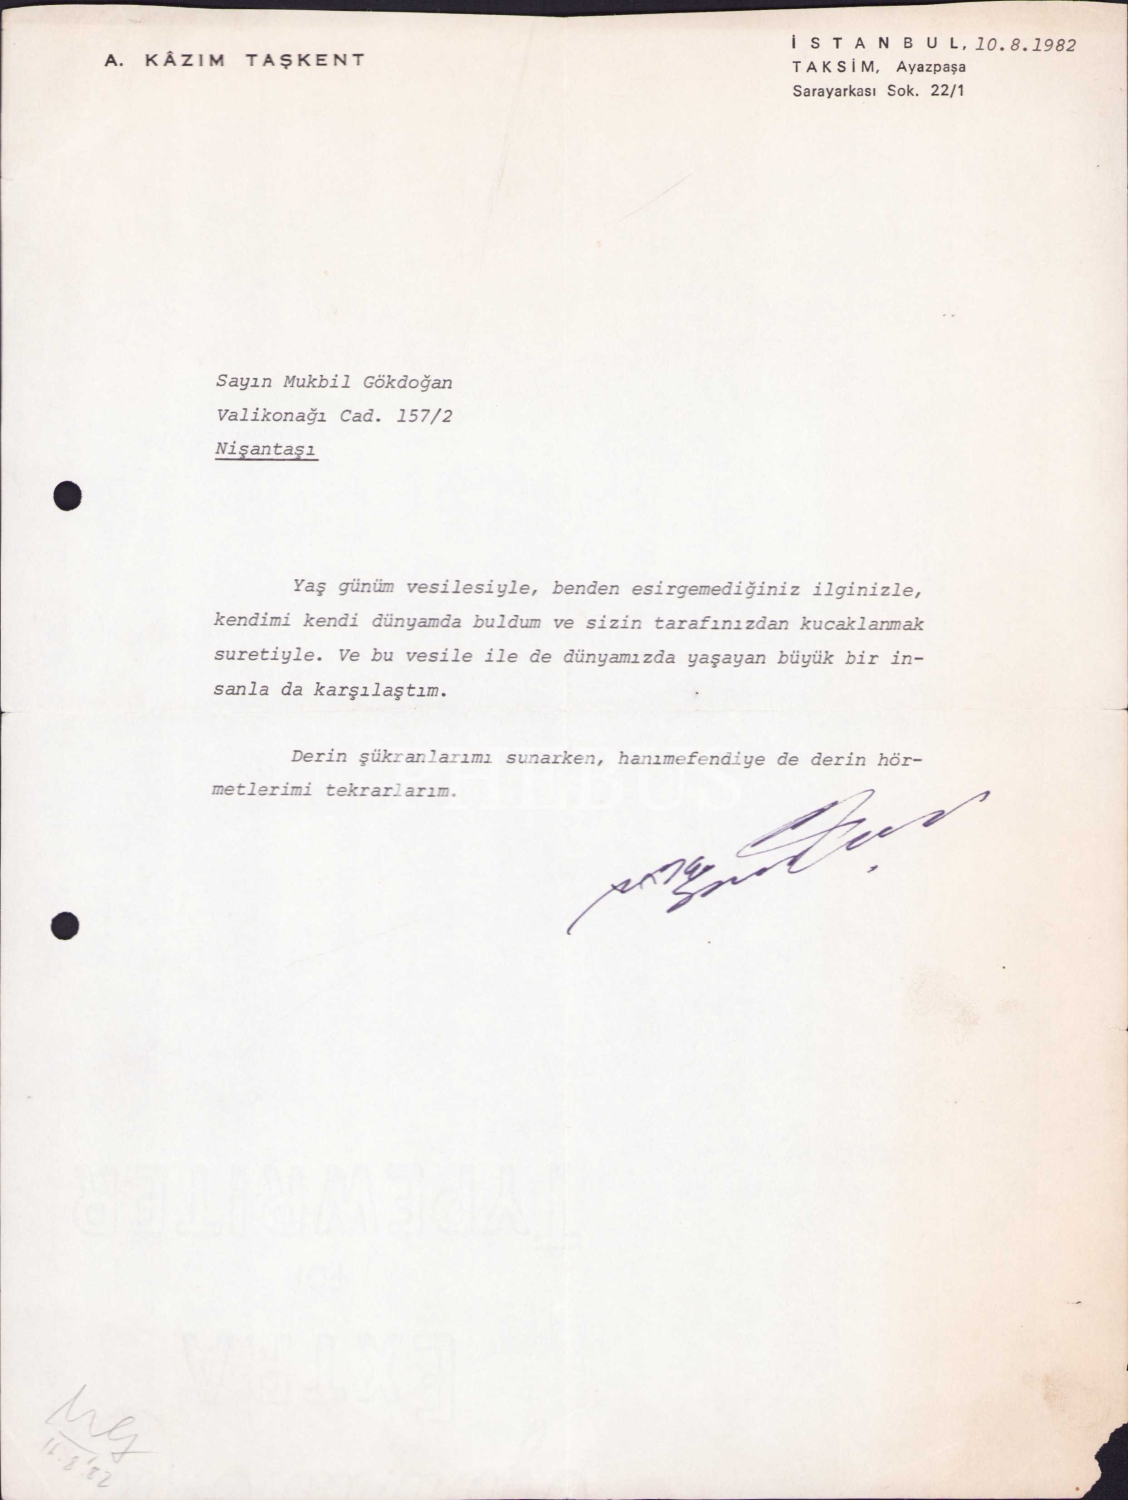 A. KÂZIM TAŞKENT
İSTANBUL, 10.8.1982
TAKSİM, Ayazpaşa
Sarayarkası Sok. 22/1
Sayın Mukbil Gökdoğan
Valikonağı Cad. 157/2
Nişantaşı
Yaş günüm vesilesiyle, benden esirgemediğiniz ilginizle,
kendimi kendi dünyamda buldum ve sizin tarafınızdan kucaklanmak
suretiyle. Ve bu vesile ile de dünyamızda yaşayan büyük bir in-
sanla da karşılaştım.
Derin şükranlarımı sunarken, hanımefendiye de derin hör-
metlerimi tekrarlarım.
11.8.82